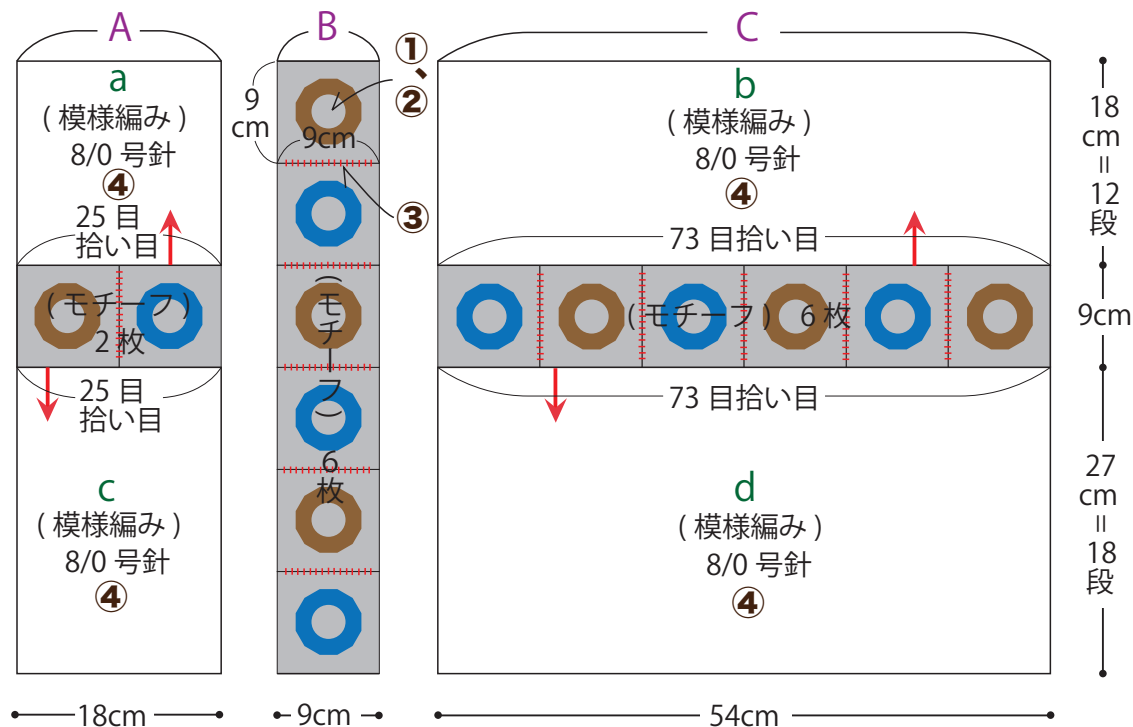 A
a
(模様編み)
8/0 号針
④
25 目
拾い目
(モチーフ)
2 枚
25 目
拾い目
c
(模様編み)
8/0 号針
④
18cm
B
①
、
②
9
cm
9cm
③
(モチーフ) 6枚
9cm
C
b
(模様編み)
8/0 号針
④
73 目拾い目
(モチーフ) 6 枚
73 目拾い目
d
(模様編み)
8/0 号針
④
54cm
18
cm
=
12
段
9cm
27
cm
=
18
段